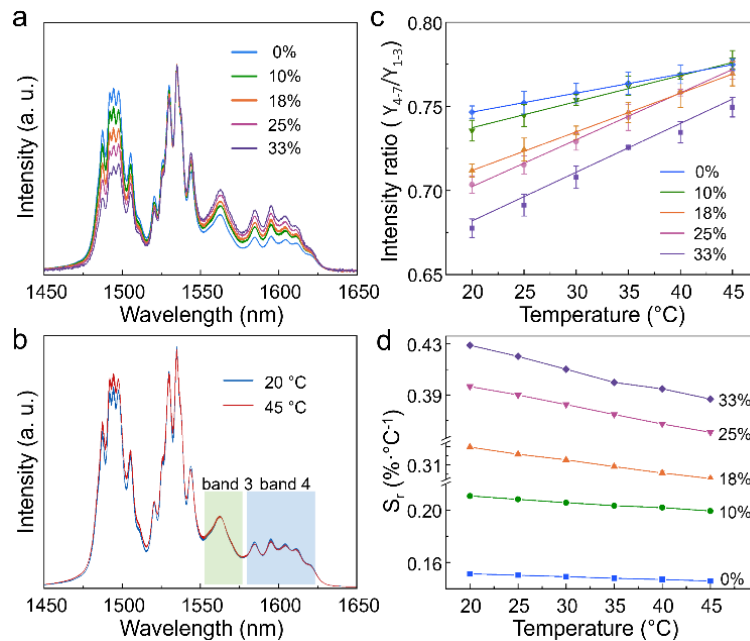 a
0%
10%
18%
25%
33%
Intensity (a. u.)
1450 1500 1550 1600 1650
Wavelength (nm)
b
20 °C
45 °C
band 3 band 4
Intensity (a. u.)
1450 1500 1550 1600 1650
Wavelength (nm)
c
0.80
0.75
0.70
0.65
Intensity ratio (Y4-7/Y1-3)
0%
10%
18%
25%
33%
20 25 30 35 40 45
Temperature (°C)
d
0.43
0.39
0.31
0.20
0.16
Sr (%·°C-1)
33%
25%
18%
10%
0%
20 25 30 35 40 45
Temperature (°C)